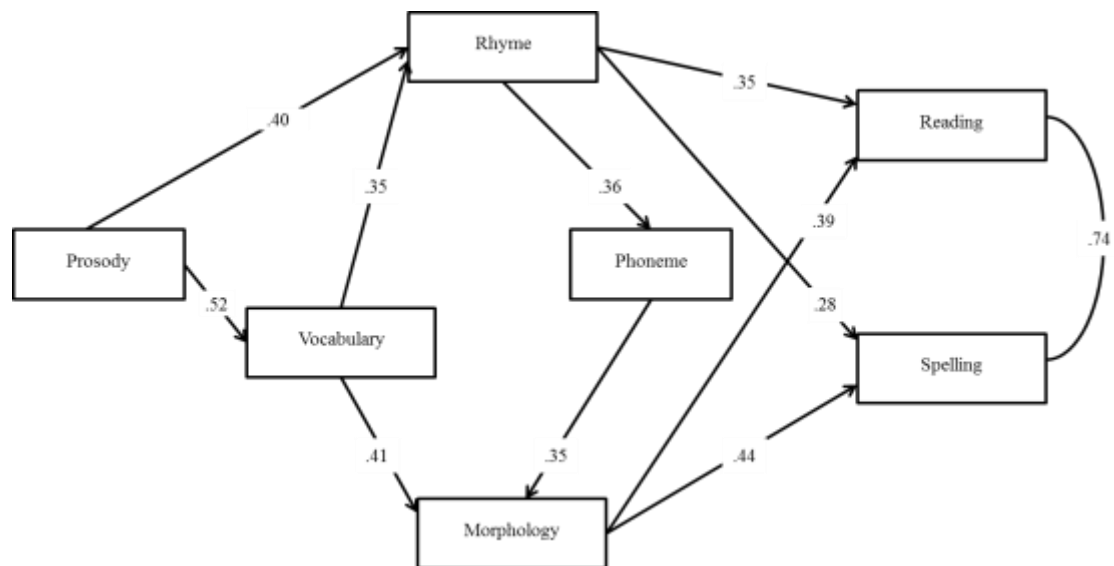 Rhyme
.35
Reading
.40
.35
.36
.39
Prosody
Phoneme
.74
.52
Vocabulary
.28
Spelling
.41
.35
.44
Morphology